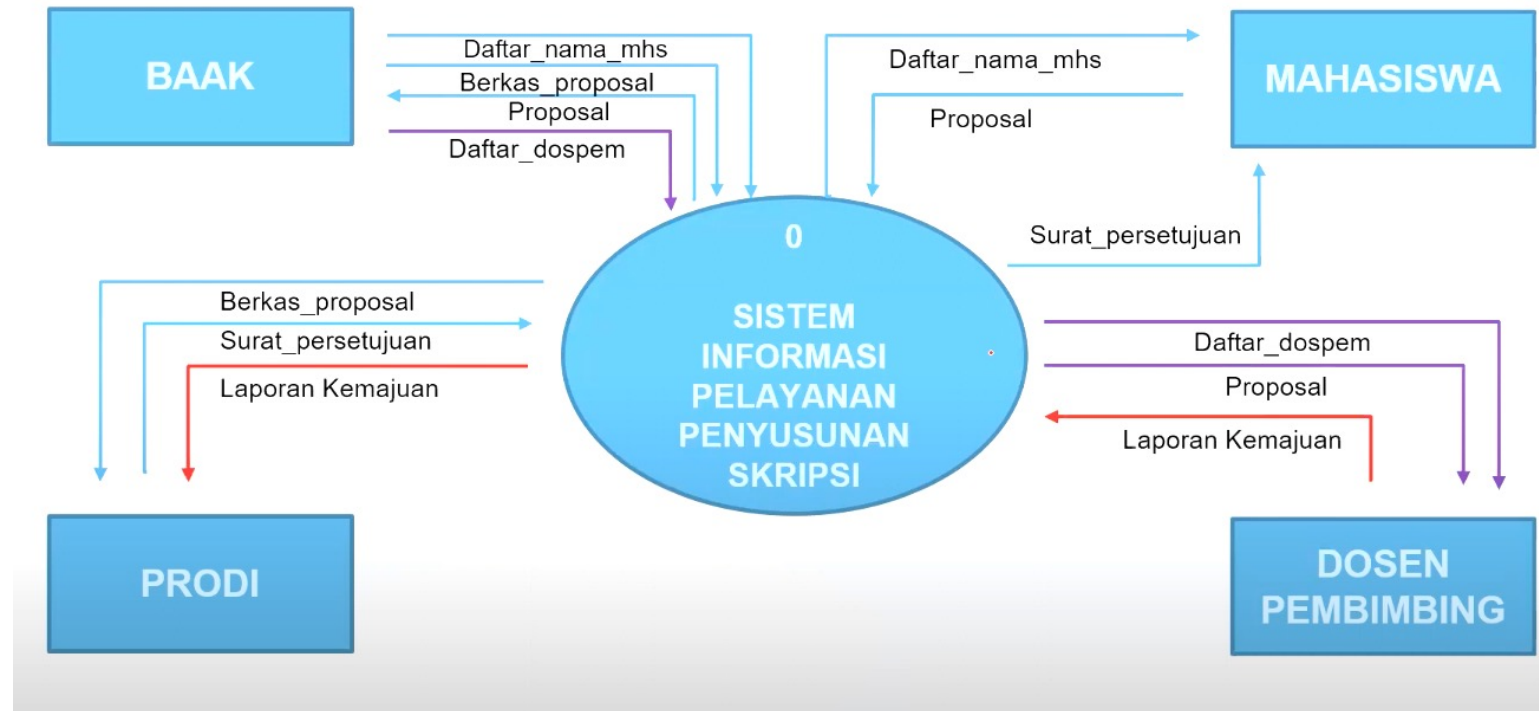 BAAK
Daftar_nama_mhs
Berkas_proposal
Proposal
Daftar_dospem
Daftar_nama_mhs
Proposal
MAHASISWA
Surat_persetujuan
0
SISTEM
INFORMASI
PELAYANAN
PENYUSUNAN
SKRIPSI
Berkas_proposal
Surat_persetujuan
Laporan Kemajuan
Daftar_dospem
Proposal
Laporan Kemajuan
PRODI
DOSEN
PEMBIMBING